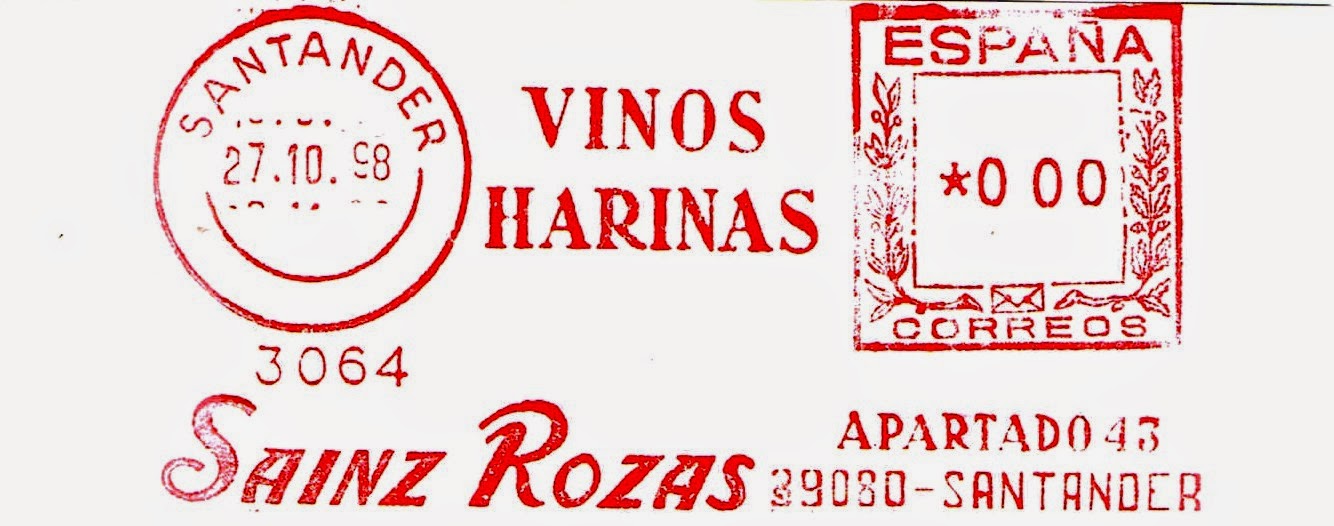 SANTANDER
27.10.98
3064
VINOS
HARINAS
ESPAÑA
*0 00
CORREOS
SAINZ ROZAS
APARTADO 43
39080-SANTANDER